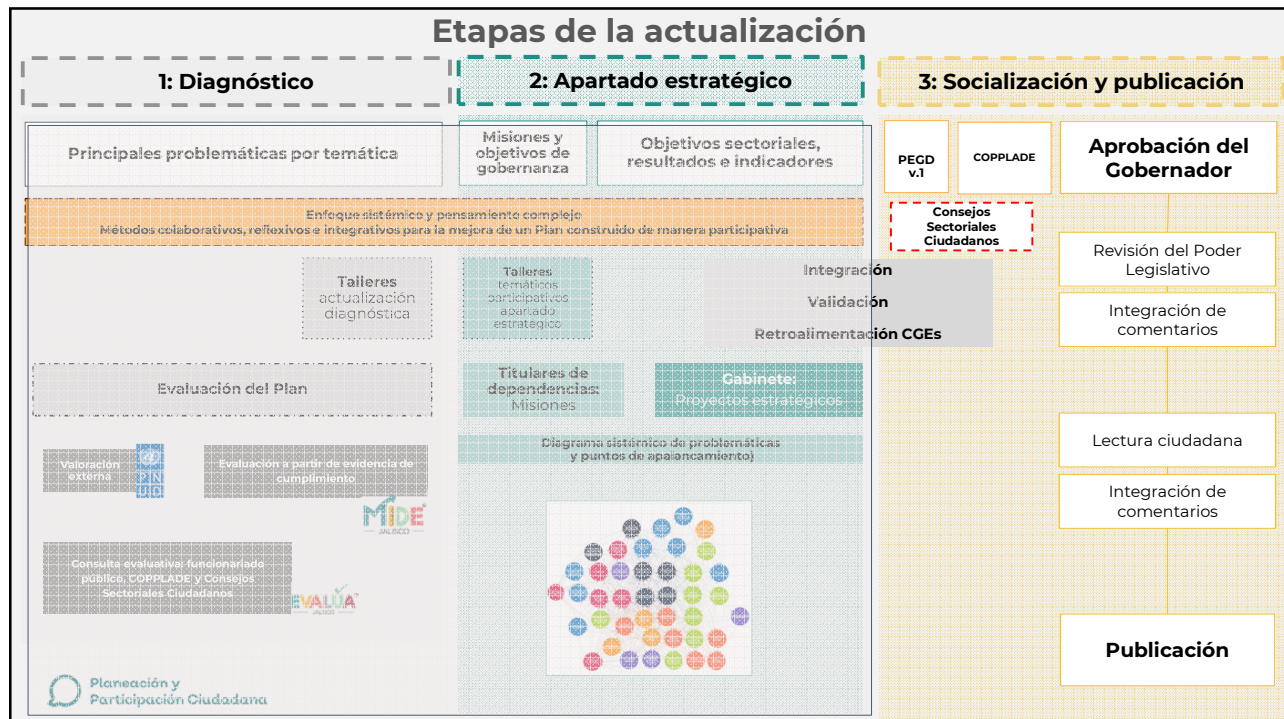 Etapas de la actualización
1: Diagnóstico
2: Apartado estratégico
3: Socialización y publicación
Principales problemáticas por temática
Misiones y
objetivos de
gobernanza
Objetivos sectoriales,
resultados e indicadores
PEGD
v.1
COPPLADE
Aprobación del
Gobernador
Enfoque sistémico y pensamiento complejo
Métodos colaborativos, reflexivos e integrativos para la mejora de un Plan construido de manera participativa
Consejos
Sectoriales
Ciudadanos
Talleres
actualización
diagnóstica
Talleres
temáticos
participativos
apartado
estratégico
Integración
Validación
Retroalimentación CGEs
Revisión del Poder
Legislativo
Integración de
comentarios
Evaluación del Plan
Titulares de
dependencias:
Misiones
Gabinete:
Proyectos estratégicos
Lectura ciudadana
Diagrama sistémico de problemáticas
y puntos de apalancamiento)
Valoración
externa
P N
U D
Evaluación a partir de evidencia de
cumplimiento
MIDE
JALISCO
Integración de
comentarios
Consulta evaluativa: funcionariado
público, COPPLADE y Consejos
Sectoriales Ciudadanos
EVALÚA
JALISCO
Publicación
Planeación y
Participación Ciudadana